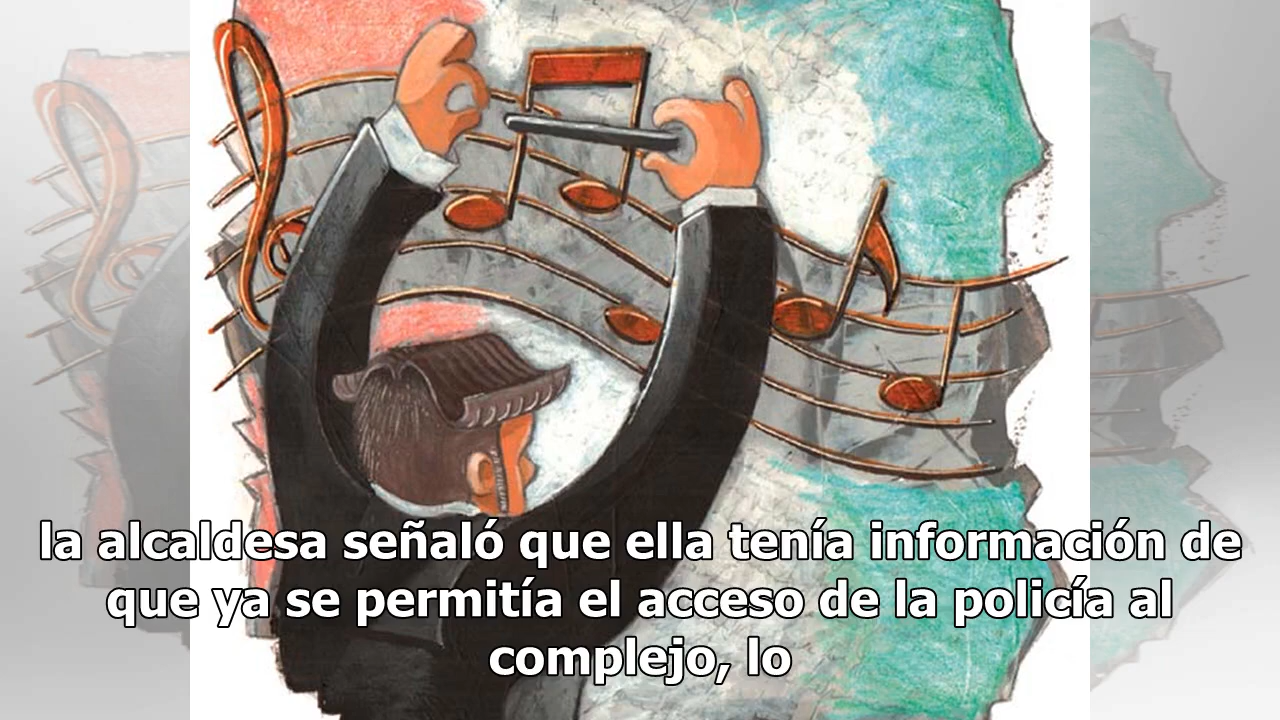 la alcaldesa señaló que ella tenía información de
que ya se permitía el acceso de la policía al
complejo, lo